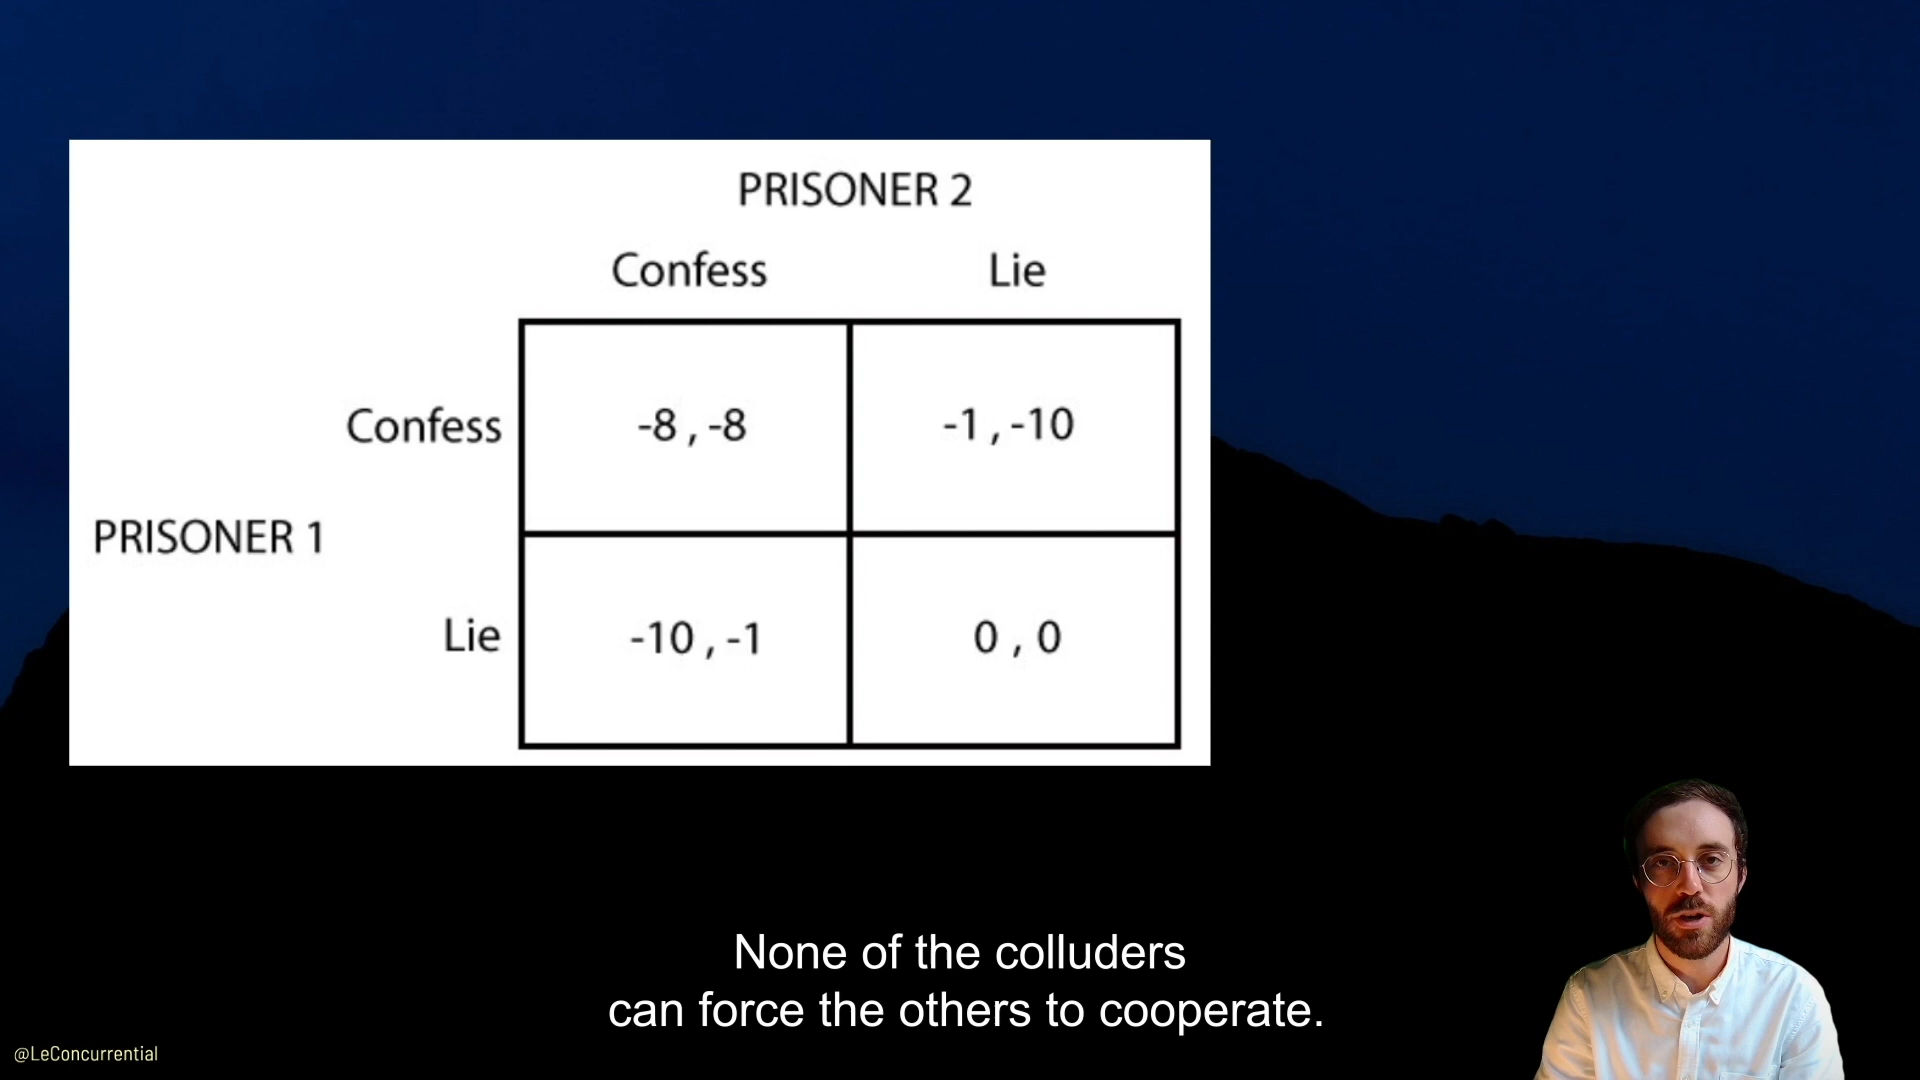 PRISONER 2
Confess Lie
Confess -8 , -8 -1 , -10
PRISONER 1
Lie -10 , -1 0 , 0
None of the colluders
can force the others to cooperate.
@LeConcurrential